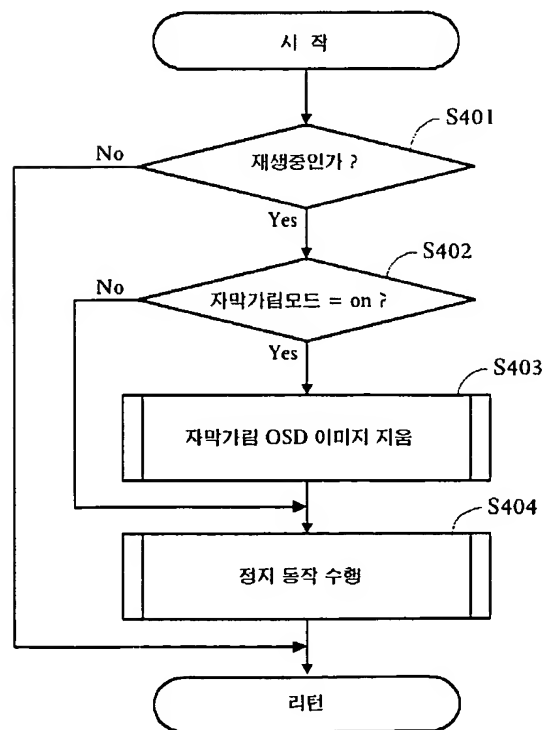 시 작
S401
No
재생중인가 ?
Yes
S402
No
자막가림모드 = on ?
Yes
S403
자막가림 OSD 이미지 지움
S404
정지 동작 수행
리턴